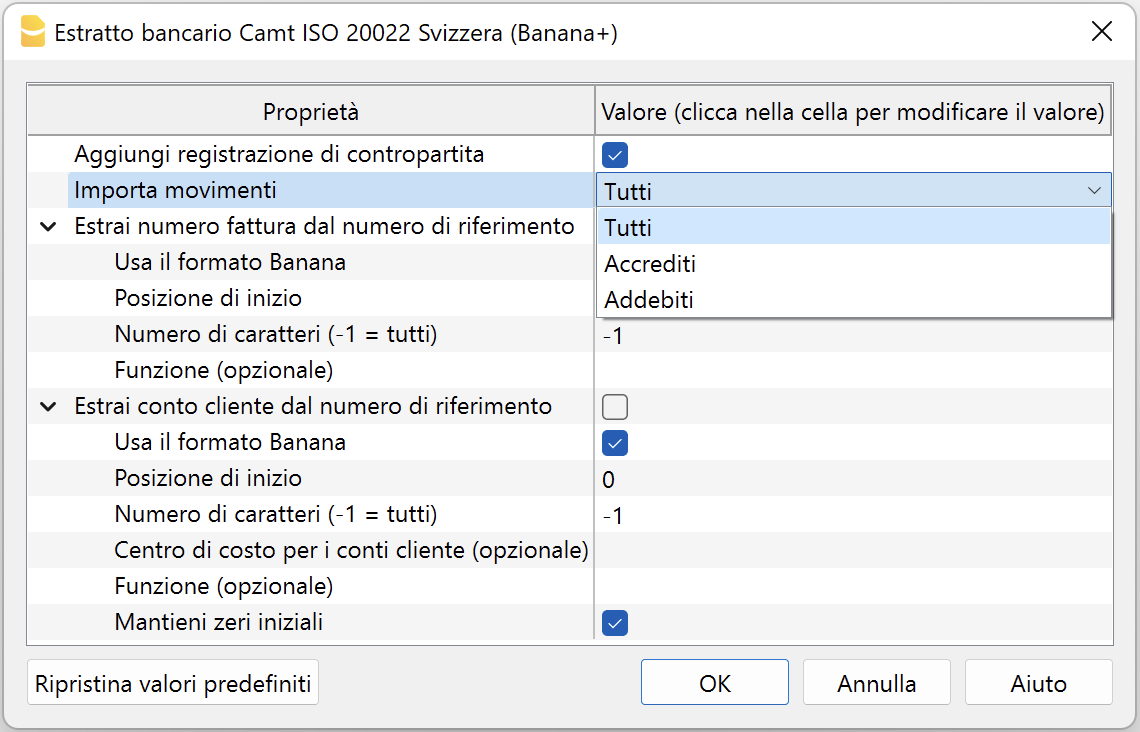 Estratto bancario Camt ISO 20022 Svizzera (Banana+)
Proprietà
Valore (clicca nella cella per modificare il valore)
Aggiungi registrazione di contropartita
Importa movimenti
Tutti
Estrai numero fattura dal numero di riferimento
Tutti
Usa il formato Banana
Accrediti
Posizione di inizio
Addebiti
Numero di caratteri (-1 = tutti)
-1
Funzione (opzionale)
Estrai conto cliente dal numero di riferimento
Usa il formato Banana
Posizione di inizio
0
Numero di caratteri (-1 = tutti)
-1
Centro di costo per i conti cliente (opzionale)
Funzione (opzionale)
Mantieni zeri iniziali
Ripristina valori predefiniti
OK
Annulla
Aiuto